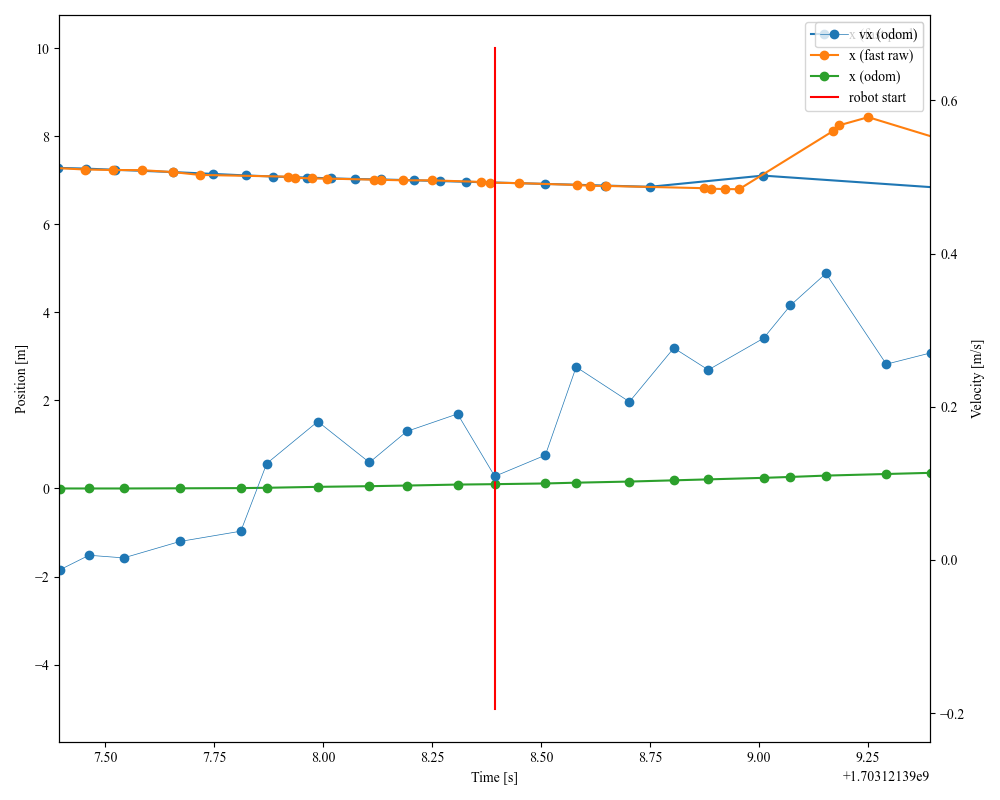 10
8
6
4
2
0
−2
−4
Position [m]
0.6
0.4
0.2
0.0
−0.2
Velocity [m/s]
vx (odom)
x (fast raw)
x (odom)
robot start
7.50 7.75 8.00 8.25 8.50 8.75 9.00 9.25
Time [s]
+1.70312139e9